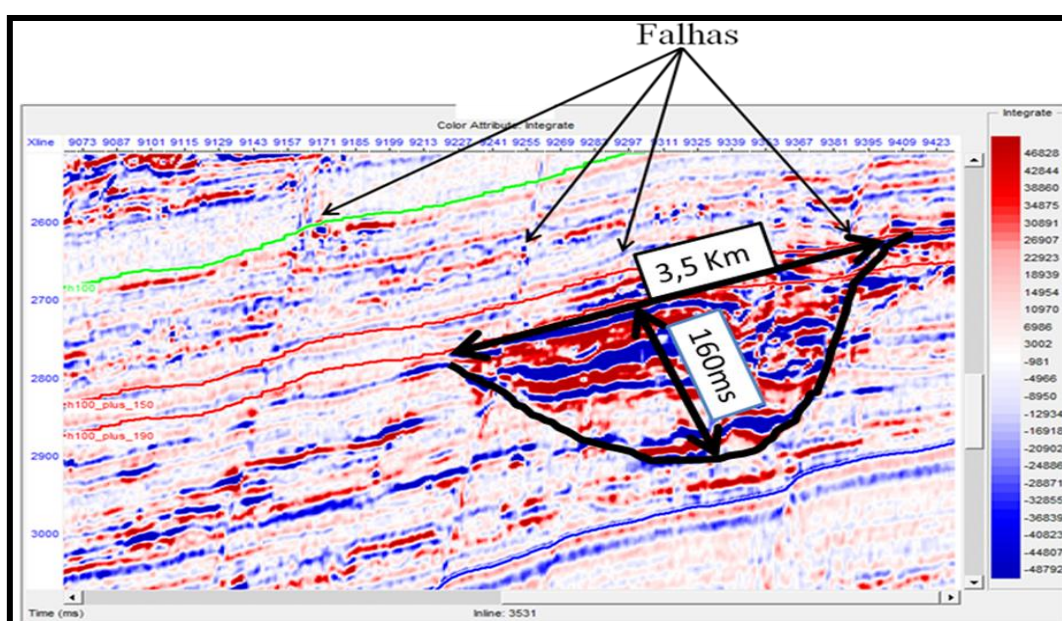 Falhas
Color Attribute: Integrate
Integrate
Xline 9073 9087 9101 9115 9129 9143 9157 9171 9185 9199 9213 9227 9241 9255 9269 9283 9297 9311 9325 9339 9353 9367 9381 9395 9409 9423
46828
42844
38860
34875
30891
26907
22923
18939
14954
10970
6986
3002
-981
-4966
-8950
-12934
-16918
-20902
-24886
-28871
-32855
-36839
-40823
-44807
-48792
2600
3,5 Km
h100
2700
160ms
2800
h100_plus_150
h100_plus_190
2900
3000
Time (ms)
Inline: 3531